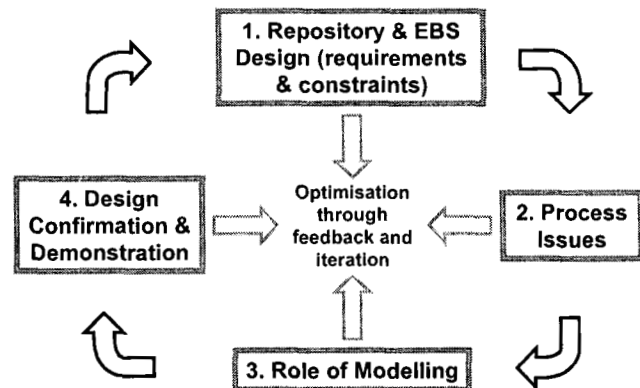 1. Repository & EBS
Design (requirements
& constraints)
4. Design
Confirmation &
Demonstration
Optimisation
through
feedback and
iteration
2. Process
Issues
3. Role of Modelling